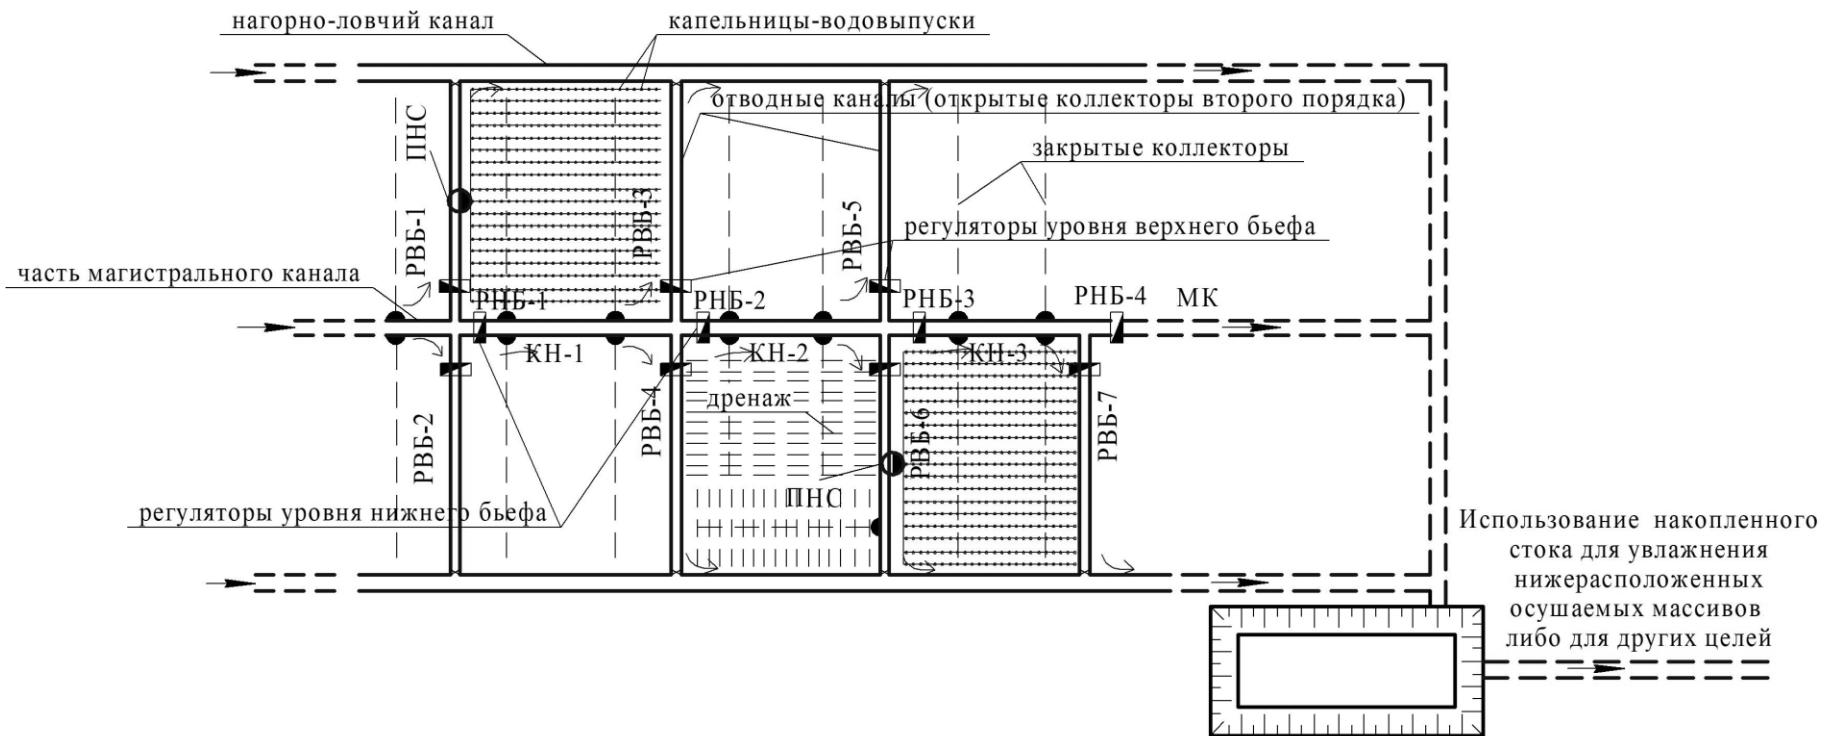 нагорно-ловчий канал
капельницы-водовыпуски
отводные каналы (открытые коллекторы второго порядка)
ПНС
закрытые коллекторы
РВБ-1
РВБ-3
РВБ-5
регуляторы уровня верхнего бьефа
часть магистрального канала
РНБ-1
РНБ-2
РНБ-3
РНБ-4
МК
КН-1
КН-2
КН-3
дренаж
РВБ-2
РВБ-4
РВБ-6
РВБ-7
ПНС
регуляторы уровня нижнего бьефа
Использование накопленного
стока для увлажнения
нижерасположенных
осушаемых массивов
либо для других целей